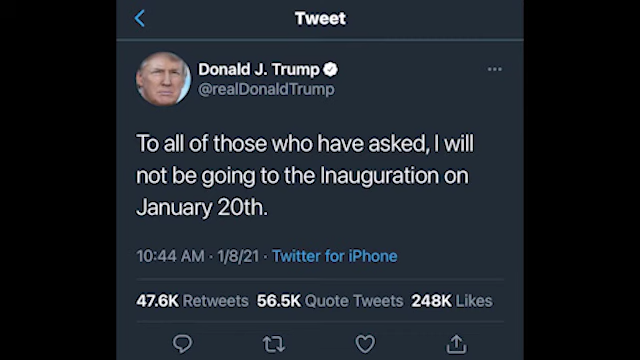 Tweet
Donald J. Trump
@realDonaldTrump
To all of those who have asked, I will
not be going to the Inauguration on
January 20th.
10:44 AM · 1/8/21 · Twitter for iPhone
47.6K Retweets 56.5K Quote Tweets 248K Likes